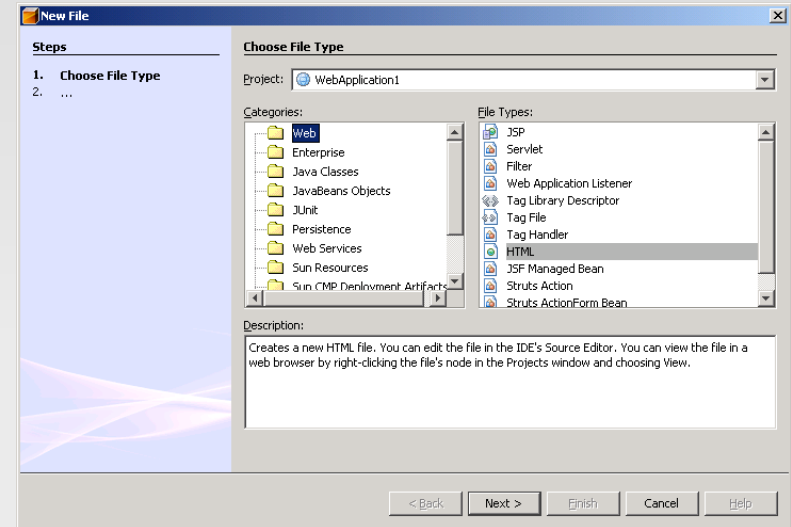 New File
Steps
1. Choose File Type
2. ...
Choose File Type
Project: WebApplication1
Categories:
Web
Enterprise
Java Classes
JavaBeans Objects
JUnit
Persistence
Web Services
Sun Resources
Sun CMP Deployment Artifacts
File Types:
JSP
Servlet
Filter
Web Application Listener
Tag Library Descriptor
Tag File
Tag Handler
HTML
JSF Managed Bean
Struts Action
Struts ActionForm Bean
Description:
Creates a new HTML file. You can edit the file in the IDE's Source Editor. You can view the file in a
web browser by right-clicking the file's node in the Projects window and choosing View.
< Back
Next >
Finish
Cancel
Help